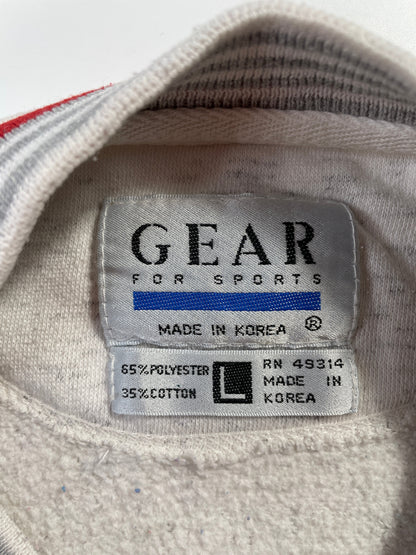 GEAR
FOR SPORTS
MADE IN KOREA ®
65% POLYESTER
35% COTTON
L
RN 49314
MADE IN
KOREA